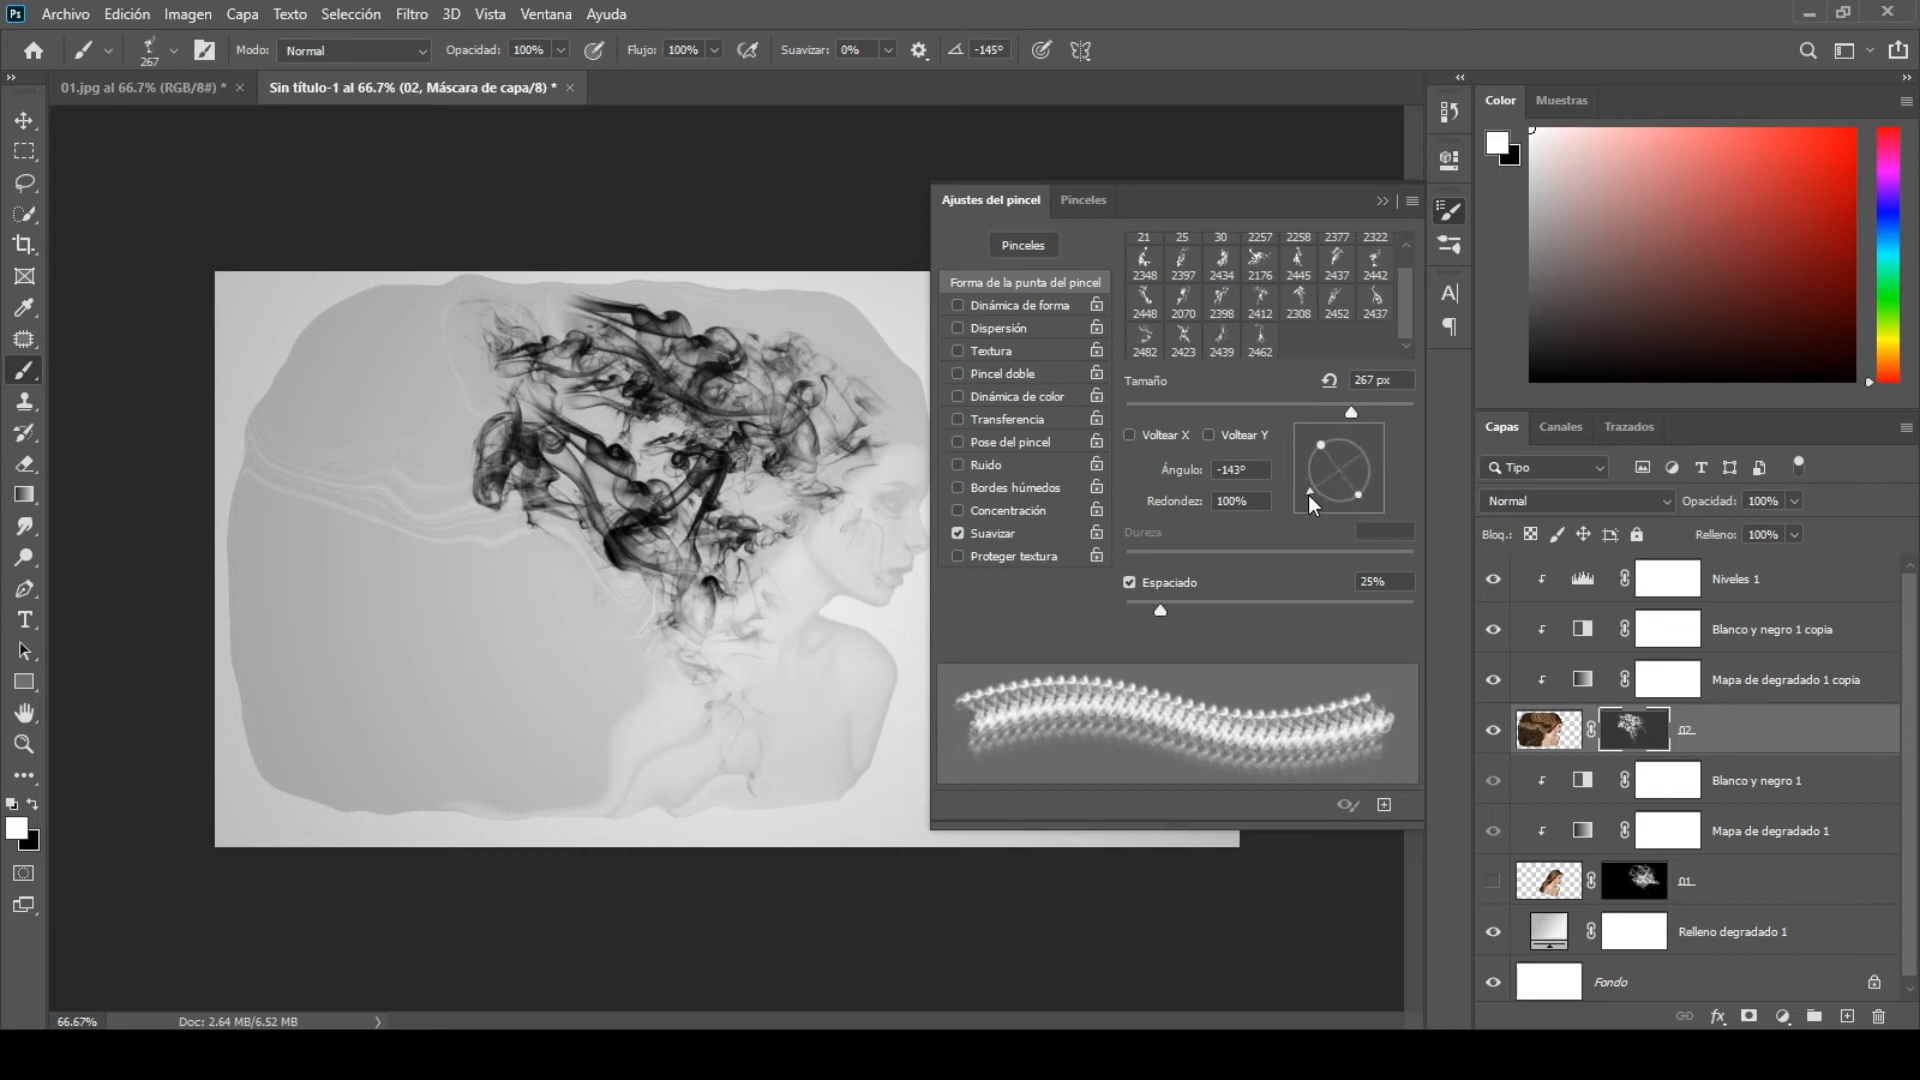 Ps Archivo Edición Imagen Capa Texto Selección Filtro 3D Vista Ventana Ayuda
267 Modo: Normal Opacidad: 100% Flujo: 100% Suavizar: 0% -145°
01.jpg al 66.7% (RGB/8#) * × Sin título-1 al 66.7% (02, Máscara de capa/8) * ×
Color Muestras
Ajustes del pincel Pinceles
Pinceles
Forma de la punta del pincel
Dinámica de forma
Dispersión
Textura
Pincel doble
Dinámica de color
Transferencia
Pose del pincel
Ruido
Bordes húmedos
Concentración
Suavizar
Proteger textura
21 25 30 2257 2258 2377 2322
2348 2397 2434 2176 2445 2437 2442
2448 2070 2398 2412 2308 2452 2437
2482 2423 2439 2462
Tamaño 267 px
Voltear X Voltear Y
Ángulo: -143°
Redondez: 100%
Dureza
Espaciado 25%
Capas Canales Trazados
Tipo
Normal Opacidad: 100%
Bloq.: Relleno: 100%
Niveles 1
Blanco y negro 1 copia
Mapa de degradado 1 copia
02
Blanco y negro 1
Mapa de degradado 1
01
Relleno degradado 1
Fondo
fx
66.67% Doc: 2.64 MB/6.52 MB